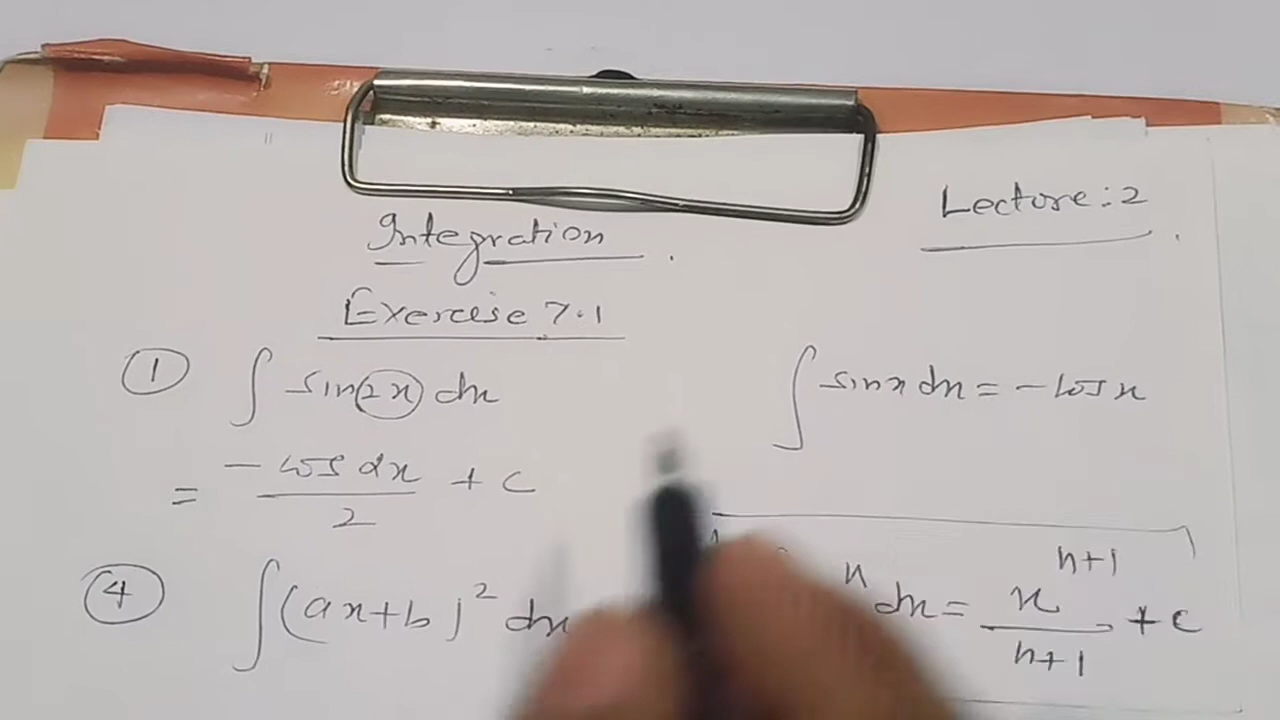 Lecture: 2
Integration
Exercise 7.1
① ∫ sin(2x) dx
∫ sinx dx = - cos x
= - cos 2x / 2 + c
④ ∫(ax+b)² dx
n dx = x^(n+1) / (n+1) + c